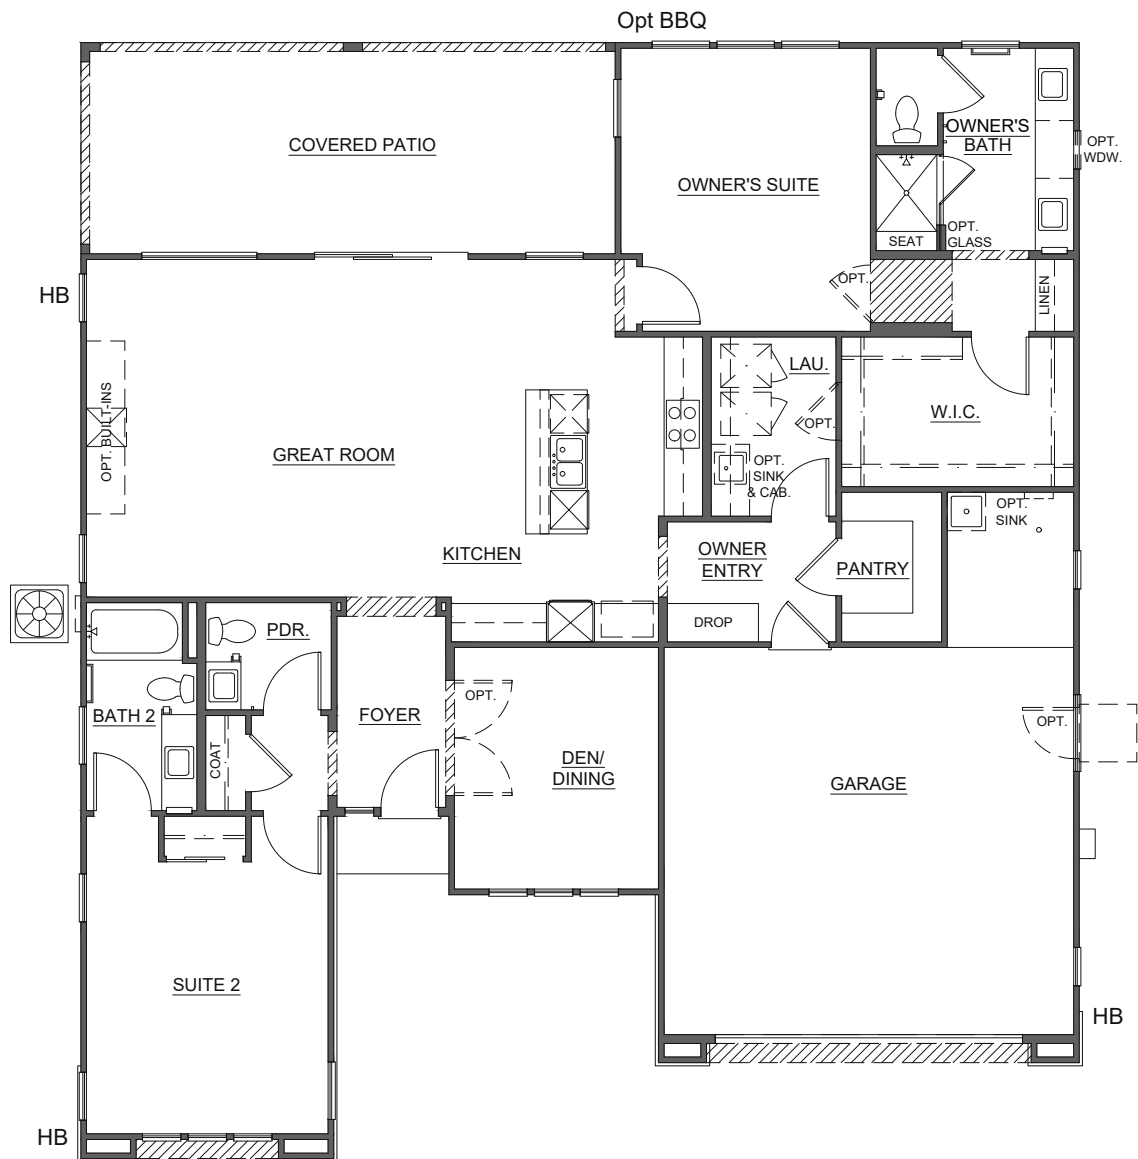 Opt BBQ
COVERED PATIO
OWNER'S SUITE
OWNER'S
BATH
OPT.
WDW.
SEAT
OPT.
GLASS
HB
OPT.
LINEN
LAU.
OPT.
W.I.C.
OPT. BUILT-INS
GREAT ROOM
OPT.
SINK
& CAB.
OPT.
SINK
KITCHEN
OWNER
ENTRY
PANTRY
DROP
PDR.
BATH 2
FOYER
OPT.
OPT.
COAT
DEN/
DINING
GARAGE
SUITE 2
HB
HB